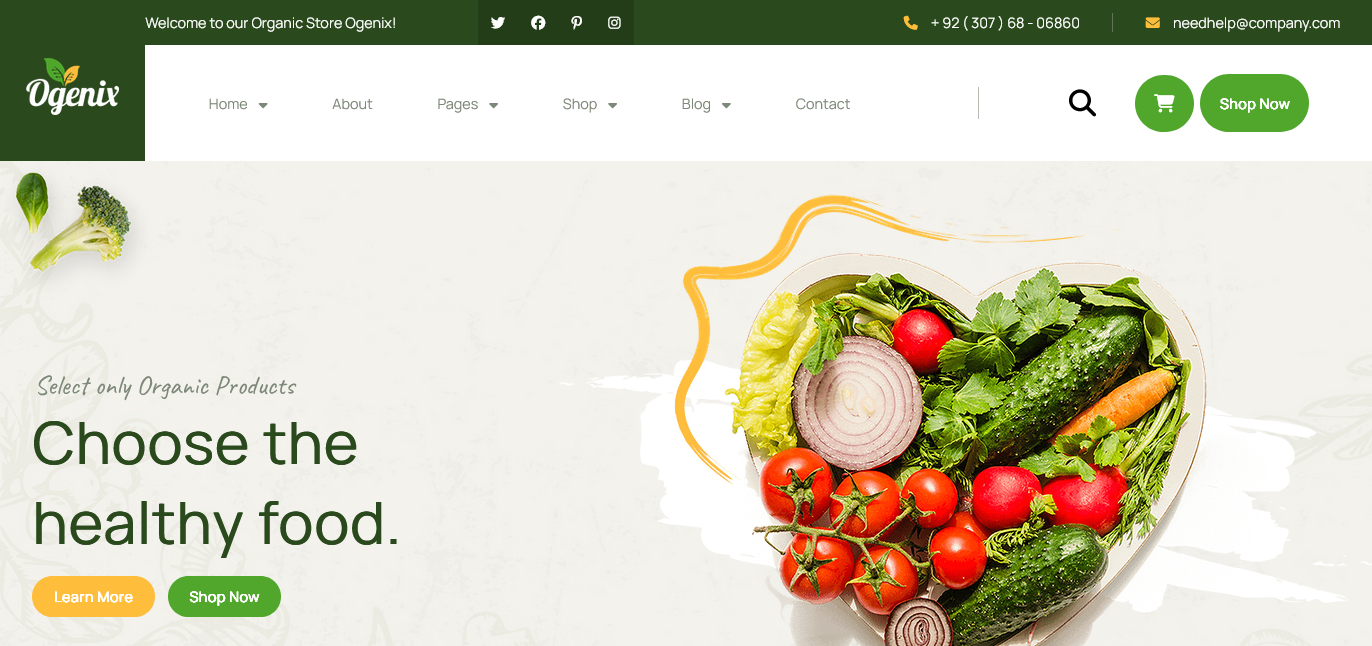 Welcome to our Organic Store Ogenix!
+ 92 ( 307 ) 68 - 06860
needhelp@company.com
Ogenix
Home
About
Pages
Shop
Blog
Contact
Shop Now
Select only Organic Products
Choose the
healthy food.
Learn More
Shop Now